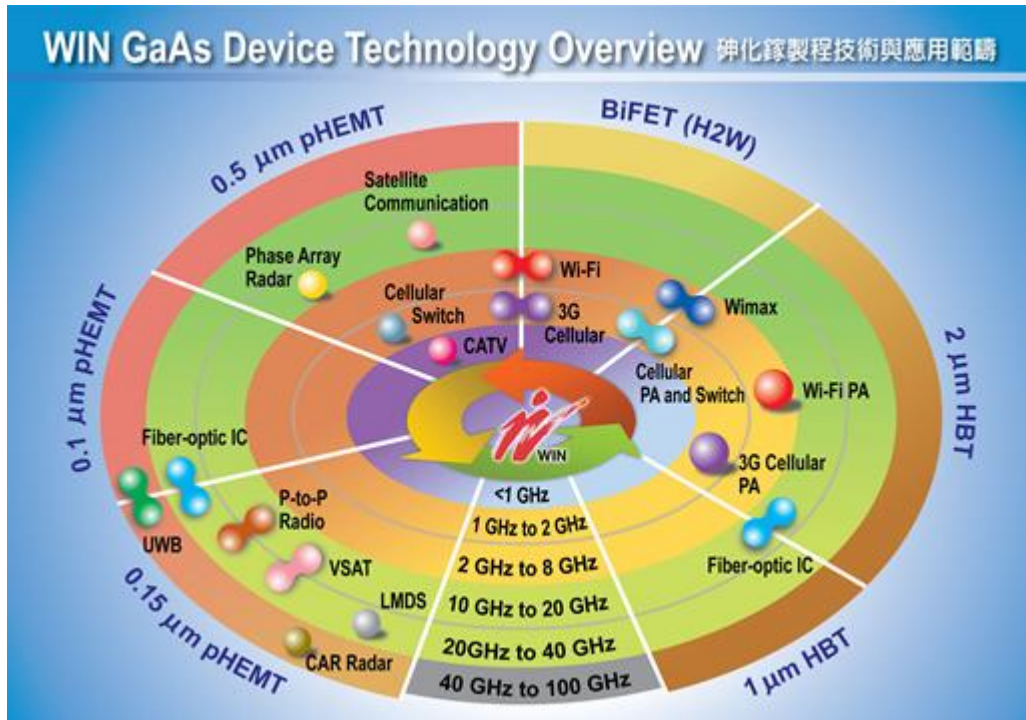 WIN GaAs Device Technology Overview 砷化鎵製程技術與應用範疇
0.5 μm pHEMT
BiFET (H2W)
Satellite
Communication
Phase Array
Radar
Wi-Fi
Cellular
Switch
3G
Cellular
Wimax
CATV
0.1 μm pHEMT
2 μm HBT
Cellular
PA and Switch
Wi-Fi PA
WIN
Fiber-optic IC
3G Cellular
PA
<1 GHz
P-to-P
Radio
1 GHz to 2 GHz
UWB
VSAT
2 GHz to 8 GHz
Fiber-optic IC
LMDS
10 GHz to 20 GHz
0.15 μm pHEMT
CAR Radar
20GHz to 40 GHz
1 μm HBT
40 GHz to 100 GHz